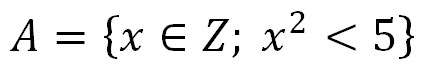 A = {x ∈ Z; x² < 5}